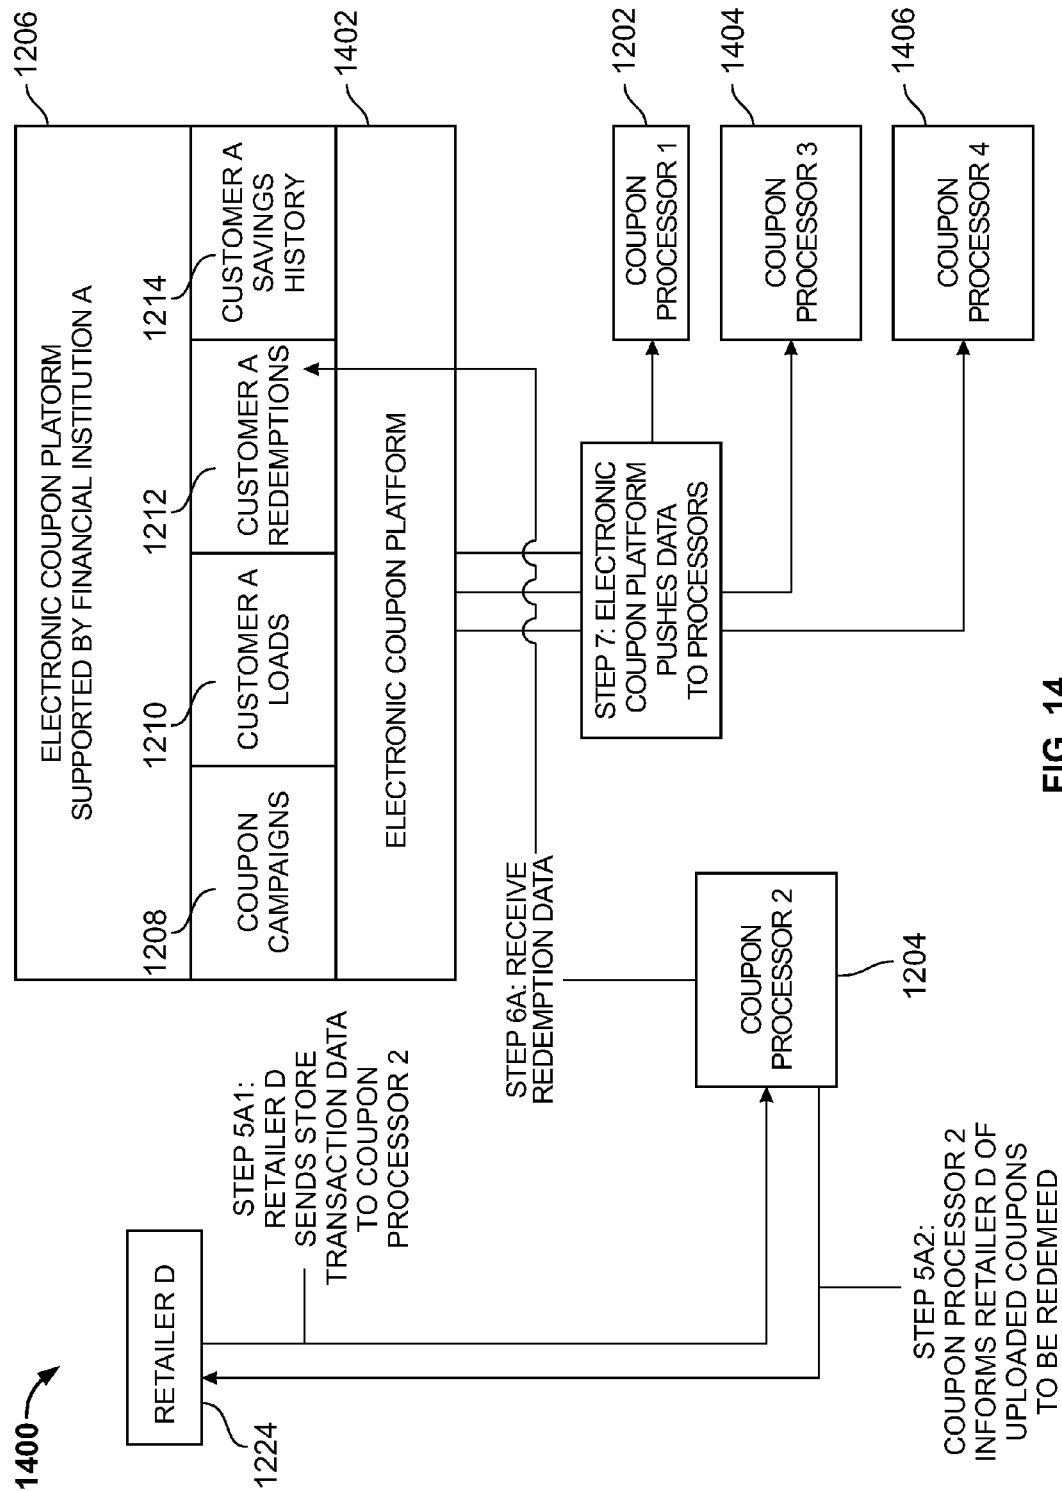 1400
RETAILER D
1224
STEP 5A1:
RETAILER D
SENDS STORE
TRANSACTION DATA
TO COUPON
PROCESSOR 2
STEP 5A2:
COUPON PROCESSOR 2
INFORMS RETAILER D OF
UPLOADED COUPONS
TO BE REDEMEED
COUPON
PROCESSOR 2
1204
STEP 6A: RECEIVE
REDEMPTION DATA
ELECTRONIC COUPON PLATORM
SUPPORTED BY FINANCIAL INSTITUTION A
1206
1208
COUPON
CAMPAIGNS
1210
CUSTOMER A
LOADS
1212
CUSTOMER A
REDEMPTIONS
1214
CUSTOMER A
SAVINGS
HISTORY
ELECTRONIC COUPON PLATFORM
1402
STEP 7: ELECTRONIC
COUPON PLATFORM
PUSHES DATA
TO PROCESSORS
COUPON
PROCESSOR 1
1202
COUPON
PROCESSOR 3
1404
COUPON
PROCESSOR 4
1406
FIG. 14